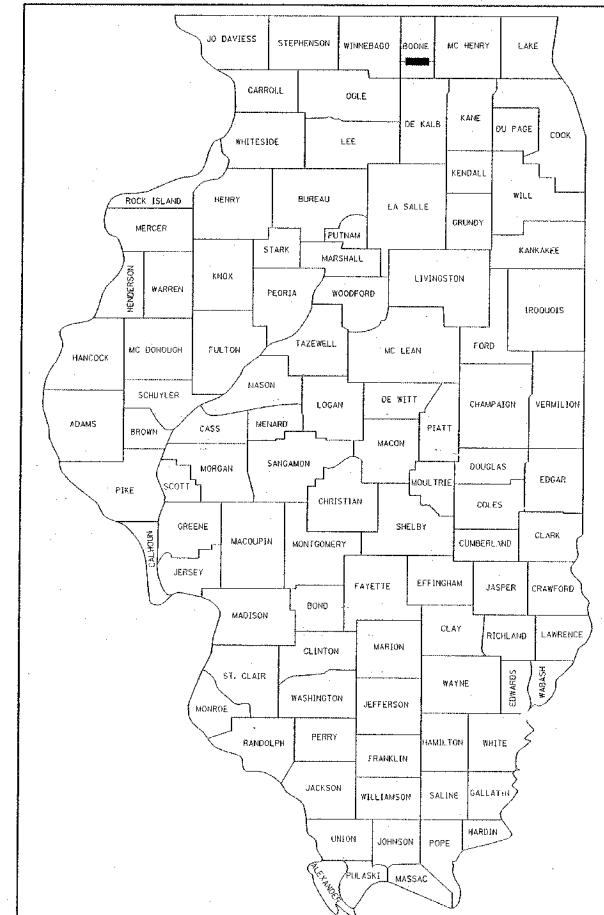 JO DAVIESS
STEPHENSON
WINNEBAGO
BOONE
MC HENRY
LAKE
CARROLL
OGLE
DE KALB
KANE
DU PAGE
COOK
WHITESIDE
LEE
KENDALL
WILL
ROCK ISLAND
HENRY
BUREAU
LA SALLE
GRUNDY
MERCER
PUTNAM
STARK
MARSHALL
KANKAKEE
HENDERSON
WARREN
KNOX
PEORIA
WOODFORD
LIVINGSTON
IROQUOIS
HANCOCK
MC DONOUGH
FULTON
TAZEWELL
MC LEAN
FORD
SCHUYLER
MASON
LOGAN
DE WITT
CHAMPAIGN
VERMILION
ADAMS
BROWN
CASS
MENARD
MACON
PIATT
PIKE
SCOTT
MORGAN
SANGAMON
CHRISTIAN
MOULTRIE
DOUGLAS
EDGAR
COLES
CALHOUN
GREENE
MACOUPIN
MONTGOMERY
SHELBY
CUMBERLAND
CLARK
JERSEY
FAYETTE
EFFINGHAM
JASPER
CRAWFORD
MADISON
BOND
CLAY
RICHLAND
LAWRENCE
CLINTON
MARION
ST. CLAIR
WASHINGTON
WAYNE
EDWARDS
WABASH
MONROE
JEFFERSON
RANDOLPH
PERRY
HAMILTON
WHITE
FRANKLIN
JACKSON
WILLIAMSON
SALINE
GALLATIN
UNION
JOHNSON
POPE
HARDIN
ALEXANDER
PULASKI
MASSAC